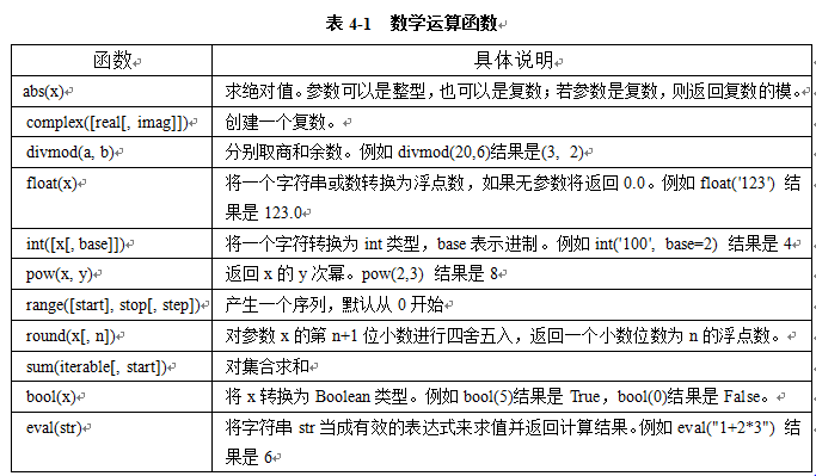 表 4-1 数学运算函数
函数 具体说明
abs(x) 求绝对值。参数可以是整型，也可以是复数；若参数是复数，则返回复数的模。
complex([real[, imag]]) 创建一个复数。
divmod(a, b) 分别取商和余数。例如 divmod(20,6)结果是(3, 2)
float(x) 将一个字符串或数转换为浮点数，如果无参数将返回 0.0。例如 float('123') 结
果是 123.0
int([x[, base]]) 将一个字符转换为 int 类型，base 表示进制。例如 int('100', base=2) 结果是 4
pow(x, y) 返回 x 的 y 次幂。pow(2,3) 结果是 8
range([start], stop[, step]) 产生一个序列，默认从 0 开始
round(x[, n]) 对参数 x 的第 n+1 位小数进行四舍五入，返回一个小数位数为 n 的浮点数。
sum(iterable[, start]) 对集合求和
bool(x) 将 x 转换为 Boolean 类型。例如 bool(5)结果是 True，bool(0)结果是 False。
eval(str) 将字符串 str 当成有效的表达式来求值并返回计算结果。例如 eval("1+2*3") 结
果是 6